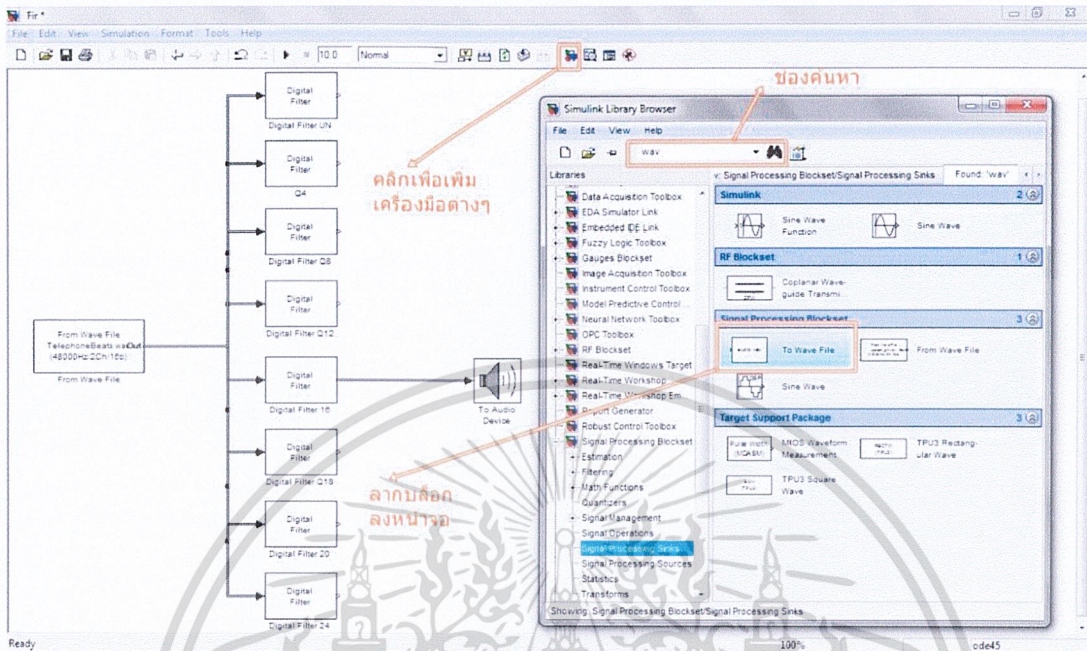 Fir *
File Edit View Simulation Format Tools Help
10.0 Normal
Digital
Filter
Digital Filter UN
Digital
Filter
Q4
Digital
Filter
Digital Filter Q8
Digital
Filter
Digital Filter Q12
Digital
Filter
Digital Filter 16
Digital
Filter
Digital Filter Q18
Digital
Filter
Digital Filter 20
Digital
Filter
Digital Filter 24
From Wave File
TelephoneBeats.wavOut
(48000Hz/2Ch/16b)
From Wave File
To Audio
Device
คลิกเพื่อเพิ่ม
เครื่องมือต่างๆ
ช่องค้นหา
ลากบล็อก
ลงหน้าจอ
Simulink Library Browser
File Edit View Help
wav
Libraries
Data Acquisition Toolbox
EDA Simulator Link
Embedded IDE Link
Fuzzy Logic Toolbox
Gauges Blockset
Image Acquisition Toolbox
Instrument Control Toolbox
Model Predictive Control ...
Neural Network Toolbox
OPC Toolbox
RF Blockset
Real-Time Windows Target
Real-Time Workshop
Real-Time Workshop Em...
Report Generator
Robust Control Toolbox
Signal Processing Blockset
Estimation
Filtering
Math Functions
Quantizers
Signal Management
Signal Operations
Signal Processing Sinks
Signal Processing Sources
Statistics
Transforms
y: Signal Processing Blockset/Signal Processing Sinks Found: 'wav'
Simulink 2
Sine Wave
Function
Sine Wave
RF Blockset 1
Coplanar Wave-
guide Transmi...
Signal Processing Blockset 3
To Wave File
From Wave File
Sine Wave
Target Support Package 3
MIOS Waveform
Measurement
TPU3 Rectang-
ular Wave
TPU3 Square
Wave
Showing: Signal Processing Blockset/Signal Processing Sinks
Ready 100% ode45